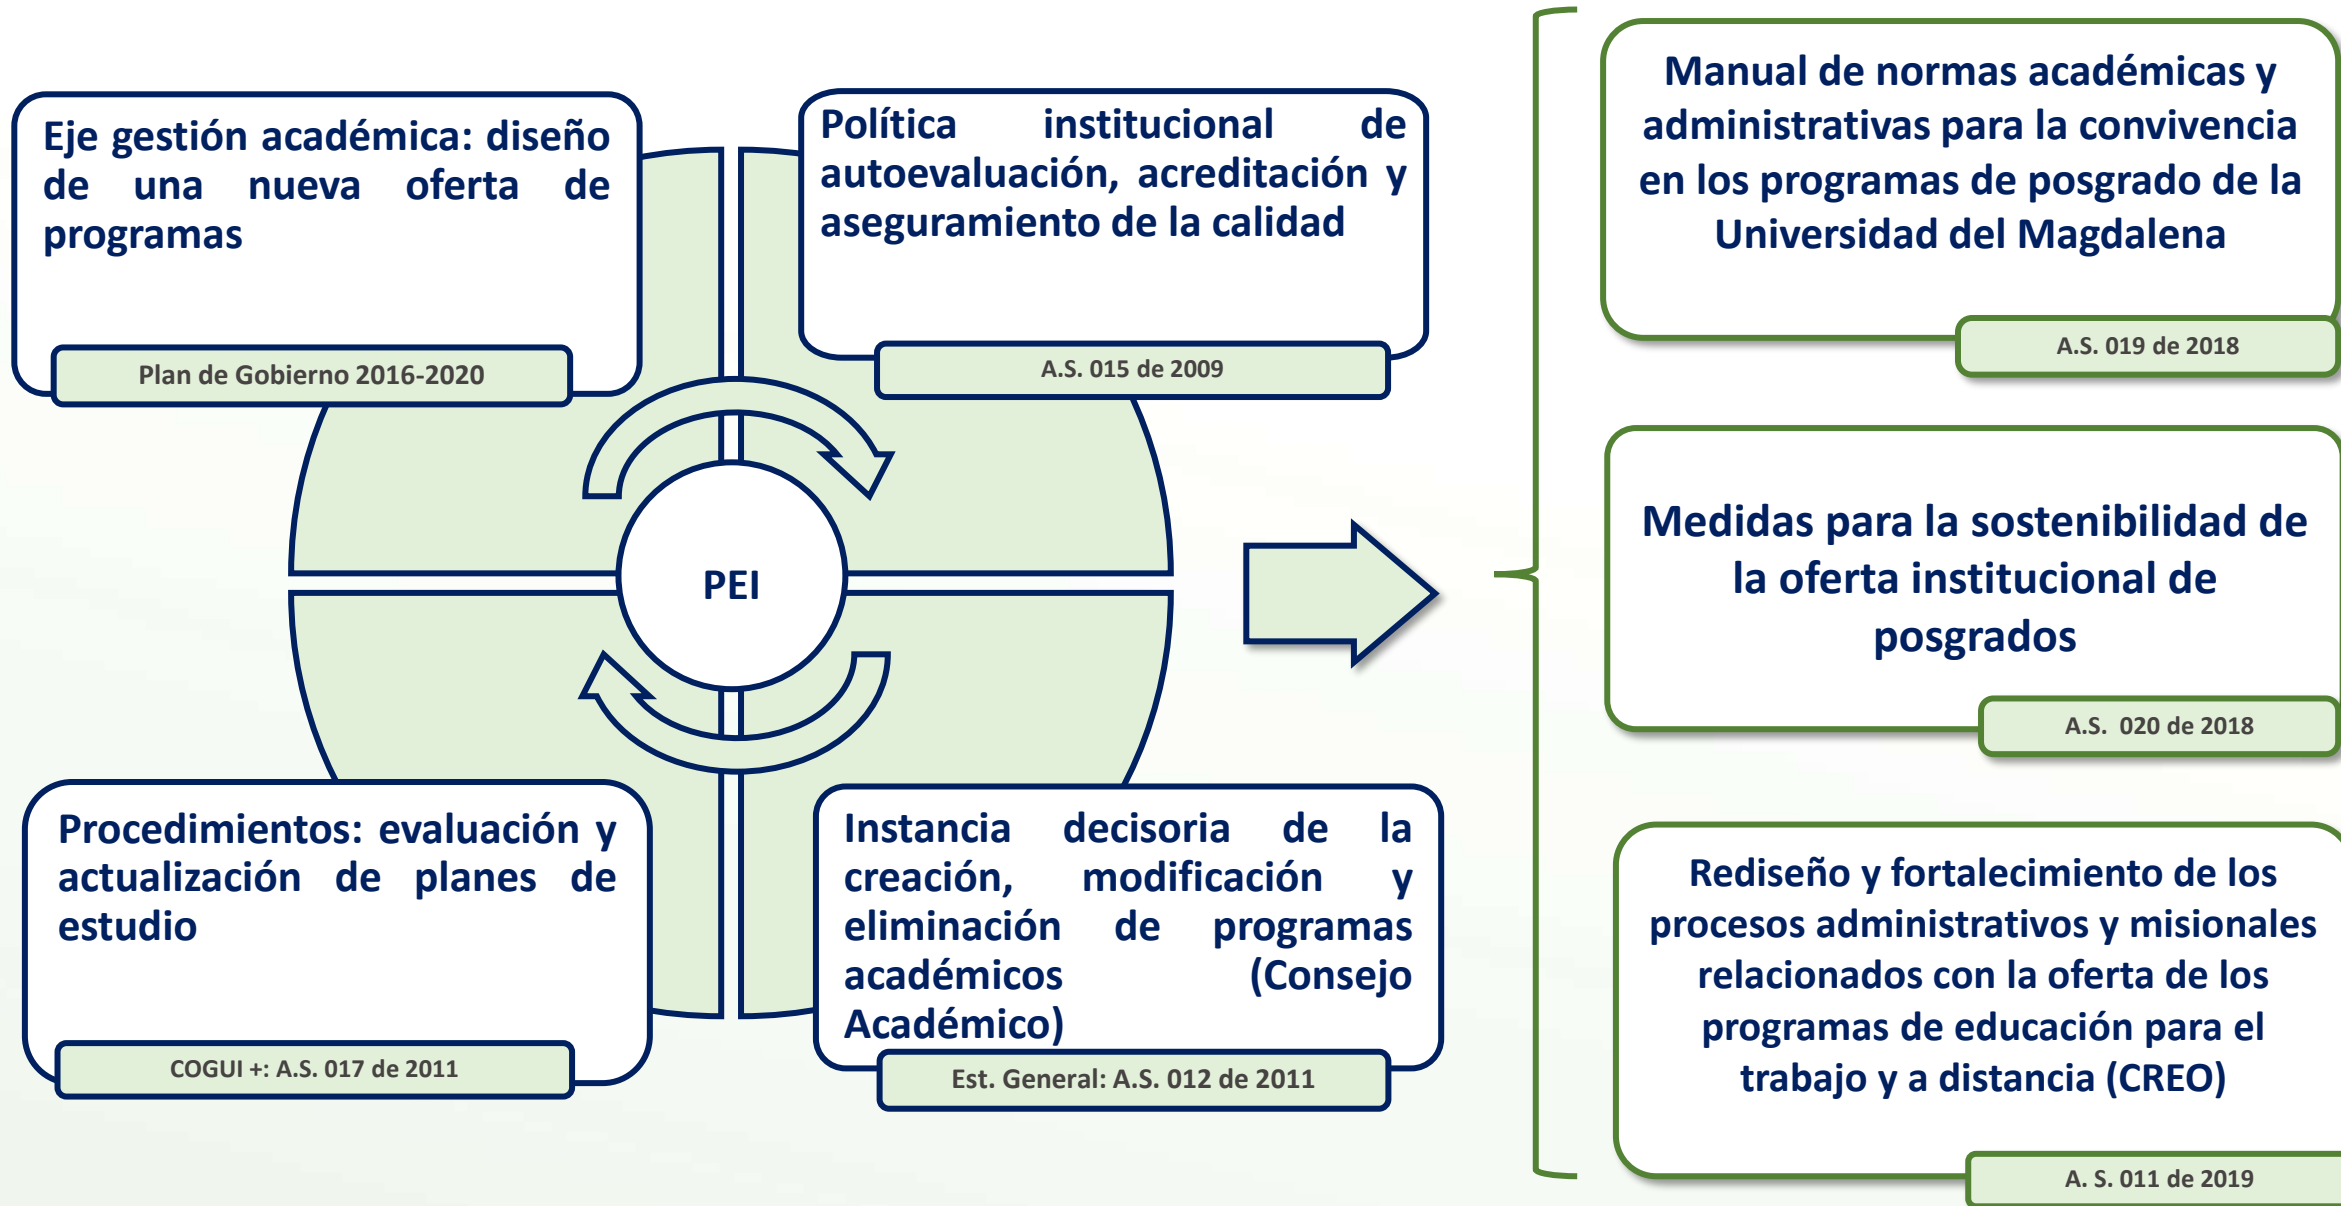 Eje gestión académica: diseño
de una nueva oferta de
programas
Plan de Gobierno 2016-2020
Política institucional de
autoevaluación, acreditación y
aseguramiento de la calidad
A.S. 015 de 2009
PEI
Procedimientos: evaluación y
actualización de planes de
estudio
COGUI +: A.S. 017 de 2011
Instancia decisoria de la
creación, modificación y
eliminación de programas
académicos (Consejo
Académico)
Est. General: A.S. 012 de 2011
Manual de normas académicas y
administrativas para la convivencia
en los programas de posgrado de la
Universidad del Magdalena
A.S. 019 de 2018
Medidas para la sostenibilidad de
la oferta institucional de
posgrados
A.S. 020 de 2018
Rediseño y fortalecimiento de los
procesos administrativos y misionales
relacionados con la oferta de los
programas de educación para el
trabajo y a distancia (CREO)
A. S. 011 de 2019